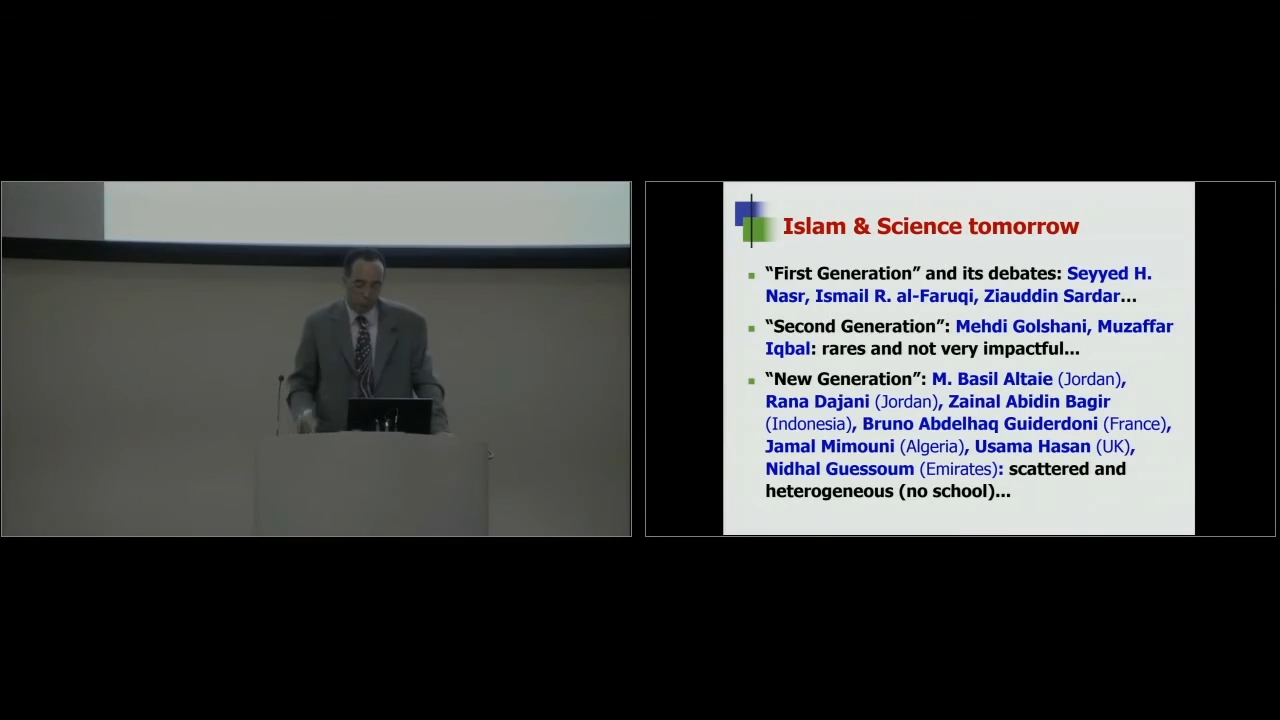 Islam & Science tomorrow
“First Generation” and its debates: Seyyed H.
Nasr, Ismail R. al-Faruqi, Ziauddin Sardar...
“Second Generation”: Mehdi Golshani, Muzaffar
Iqbal: rares and not very impactful...
“New Generation”: M. Basil Altaie (Jordan),
Rana Dajani (Jordan), Zainal Abidin Bagir
(Indonesia), Bruno Abdelhaq Guiderdoni (France),
Jamal Mimouni (Algeria), Usama Hasan (UK),
Nidhal Guessoum (Emirates): scattered and
heterogeneous (no school)...